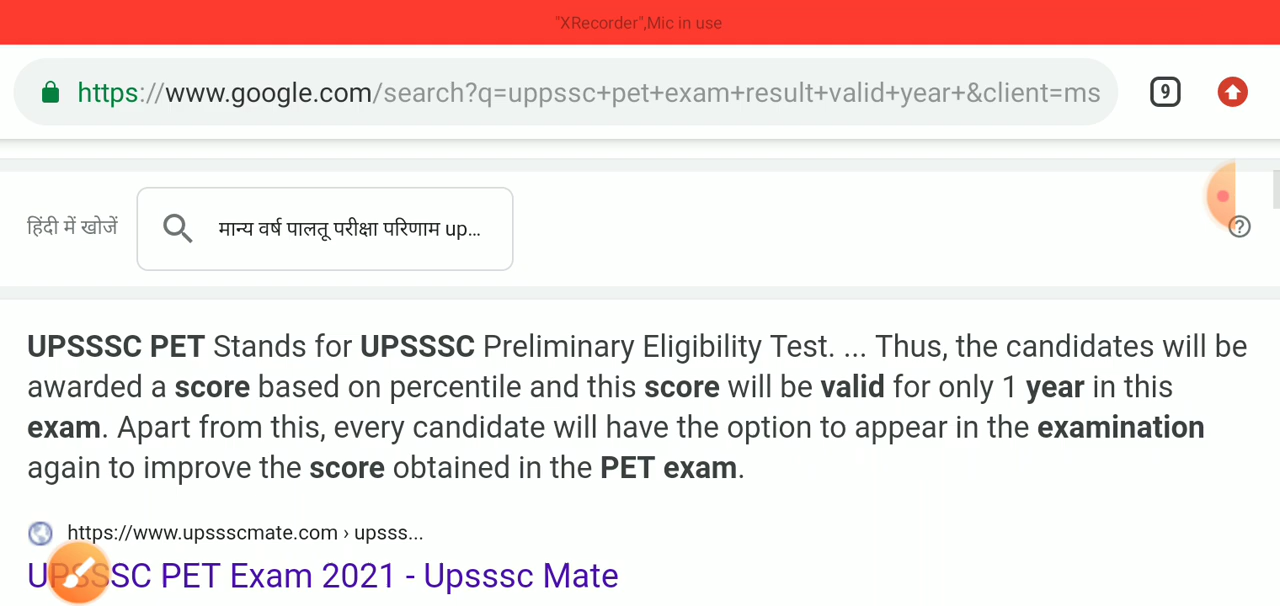 "XRecorder",Mic in use
https://www.google.com/search?q=uppssc+pet+exam+result+valid+year+&client=ms
9
हिंदी में खोजें
मान्य वर्ष पालतू परीक्षा परिणाम up...
?
UPSSSC PET Stands for UPSSSC Preliminary Eligibility Test. ... Thus, the candidates will be
awarded a score based on percentile and this score will be valid for only 1 year in this
exam. Apart from this, every candidate will have the option to appear in the examination
again to improve the score obtained in the PET exam.
https://www.upssscmate.com › upsss...
UPSSSC PET Exam 2021 - Upsssc Mate